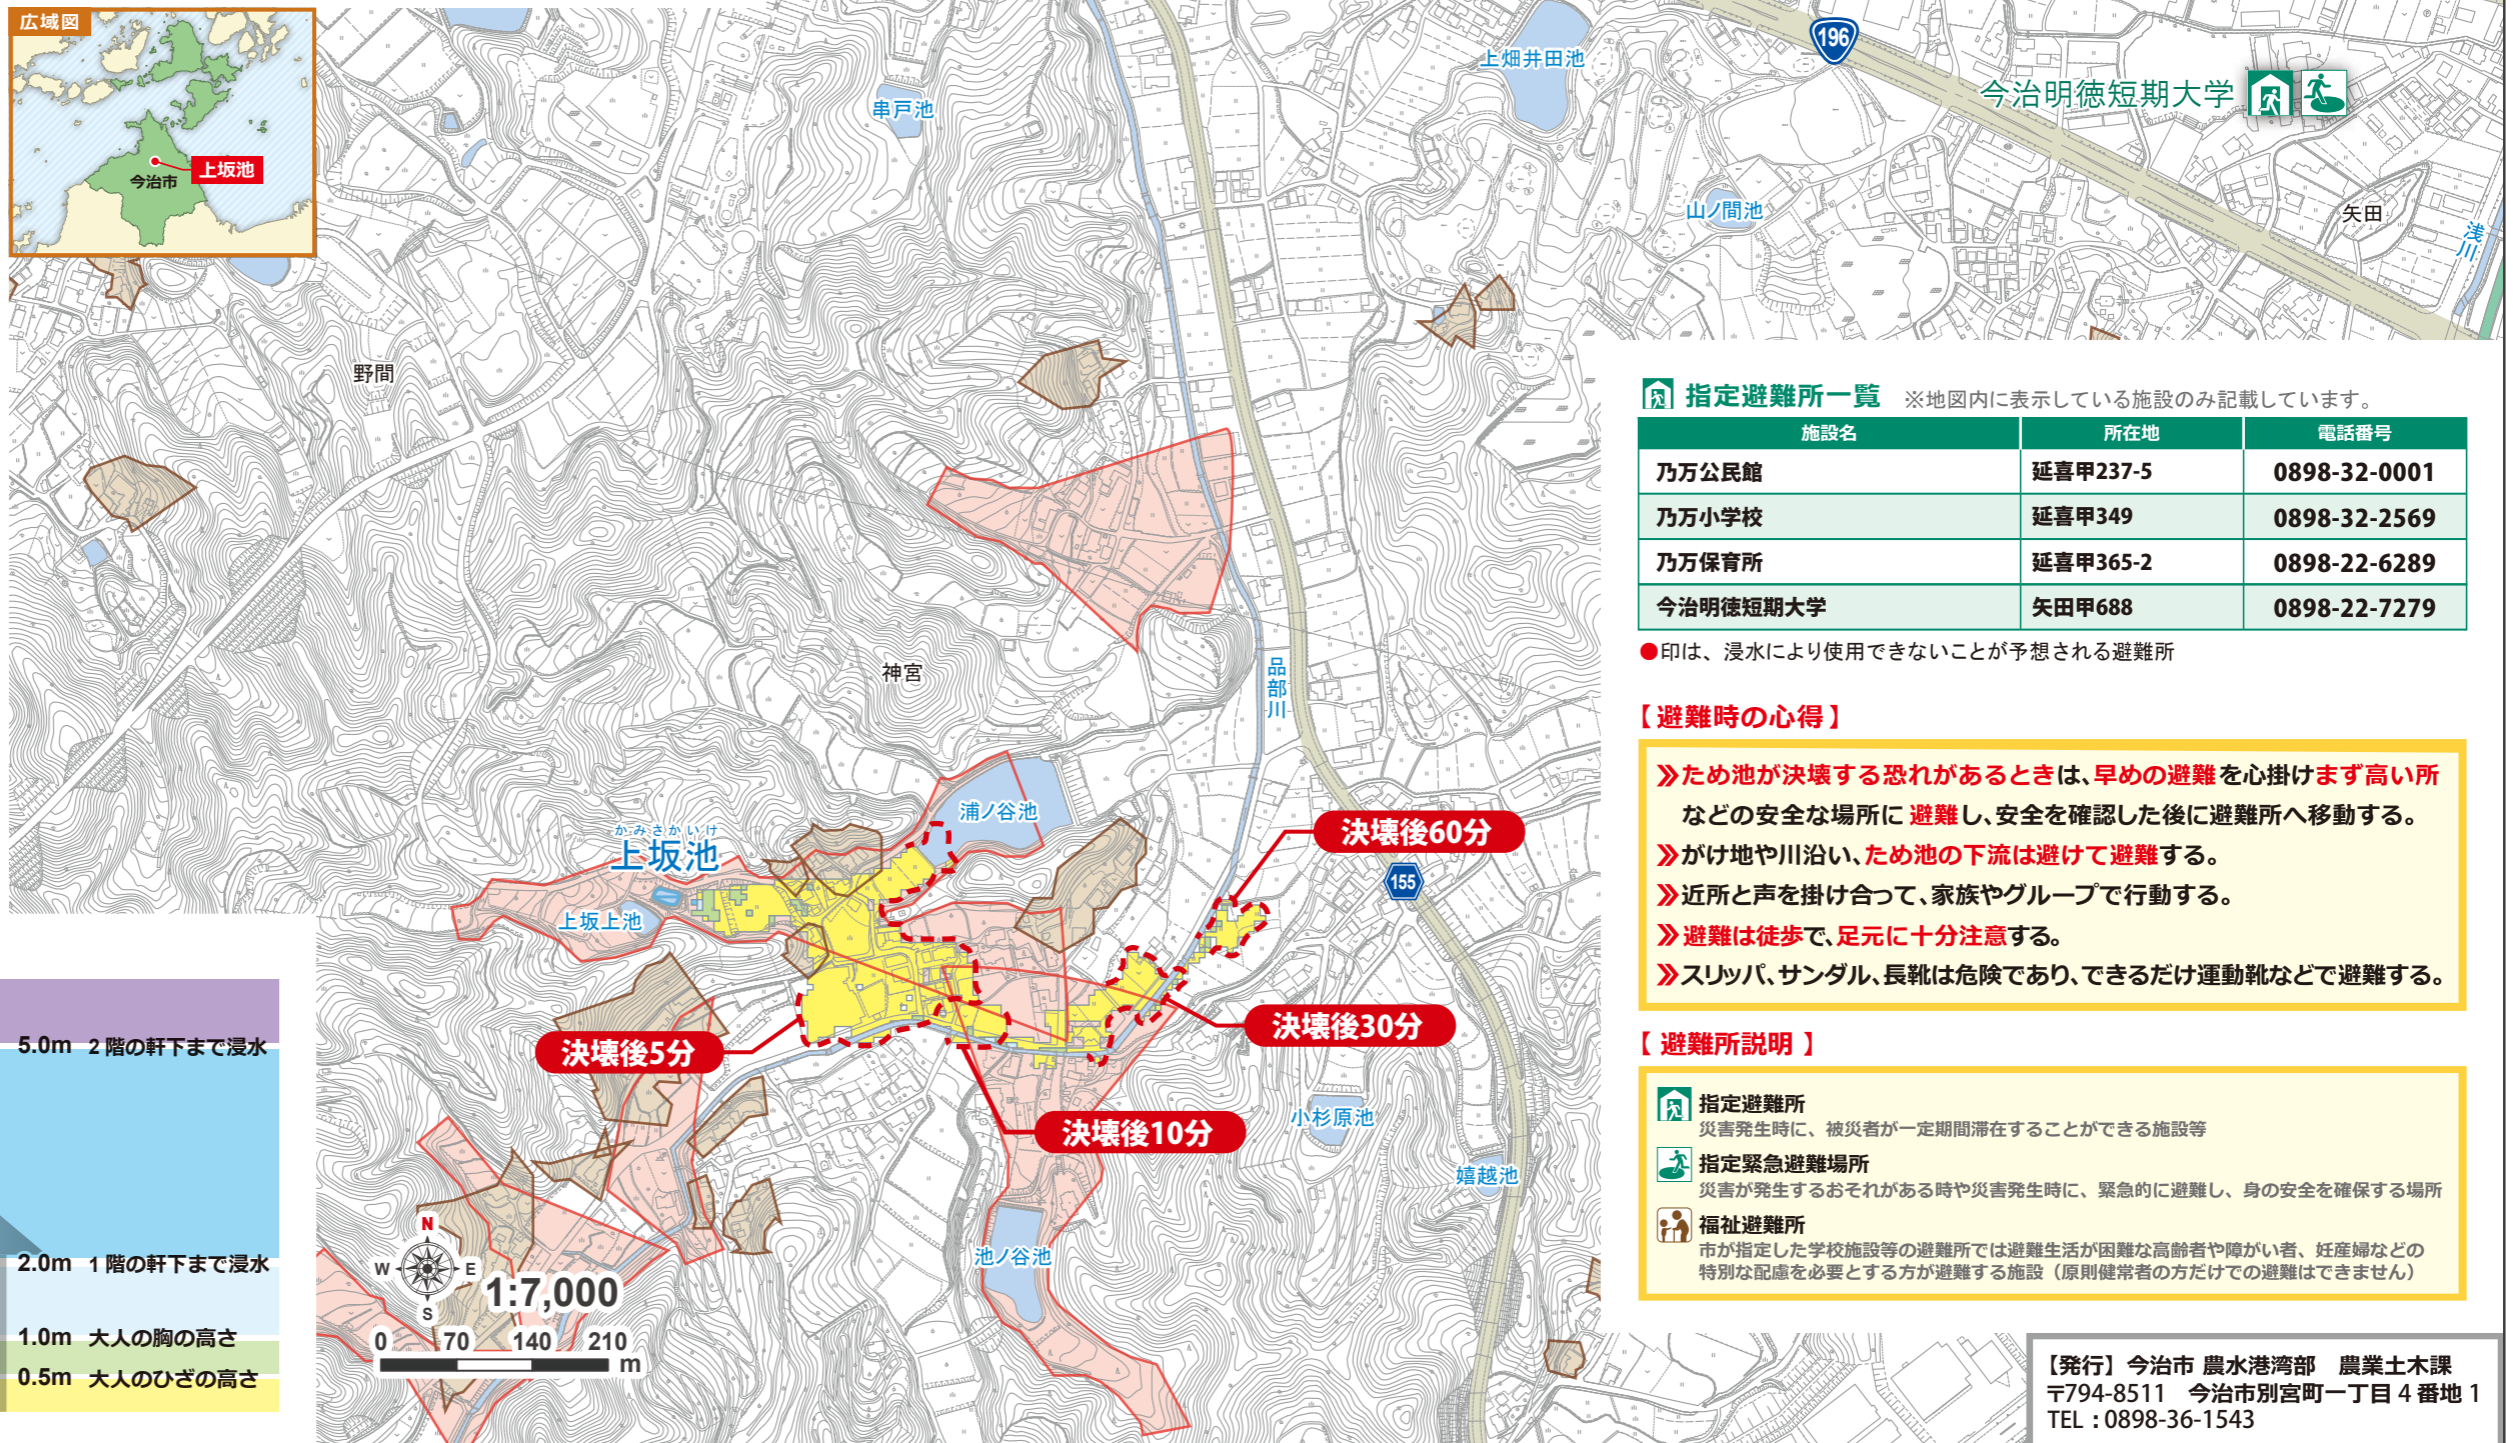 広域図
今治市
上坂池
串戸池
上畑井田池
196
今治明徳短期大学
山ノ間池
矢田
浅川
野間
神宮
品部川
浦ノ谷池
かみさかいけ
上坂池
上坂上池
155
小杉原池
嬉越池
池ノ谷池
決壊後60分
決壊後30分
決壊後5分
決壊後10分
5.0m 2階の軒下まで浸水
2.0m 1階の軒下まで浸水
1.0m 大人の胸の高さ
0.5m 大人のひざの高さ
N
W E
S
1:7,000
0 70 140 210
m
指定避難所一覧 ※地図内に表示している施設のみ記載しています。
施設名 所在地 電話番号
乃万公民館 延喜甲237-5 0898-32-0001
乃万小学校 延喜甲349 0898-32-2569
乃万保育所 延喜甲365-2 0898-22-6289
今治明徳短期大学 矢田甲688 0898-22-7279
●印は、浸水により使用できないことが予想される避難所
【避難時の心得】
≫ため池が決壊する恐れがあるときは、早めの避難を心掛けまず高い所
などの安全な場所に 避難し、安全を確認した後に避難所へ移動する。
≫がけ地や川沿い、ため池の下流は避けて避難する。
≫近所と声を掛け合って、家族やグループで行動する。
≫避難は徒歩で、足元に十分注意する。
≫スリッパ、サンダル、長靴は危険であり、できるだけ運動靴などで避難する。
【 避難所説明 】
指定避難所
災害発生時に、被災者が一定期間滞在することができる施設等
指定緊急避難場所
災害が発生するおそれがある時や災害発生時に、緊急的に避難し、身の安全を確保する場所
福祉避難所
市が指定した学校施設等の避難所では避難生活が困難な高齢者や障がい者、妊産婦などの
特別な配慮を必要とする方が避難する施設（原則健常者の方だけでの避難はできません）
【発行】今治市 農水港湾部 農業土木課
〒794-8511 今治市別宮町一丁目4番地1
TEL：0898-36-1543